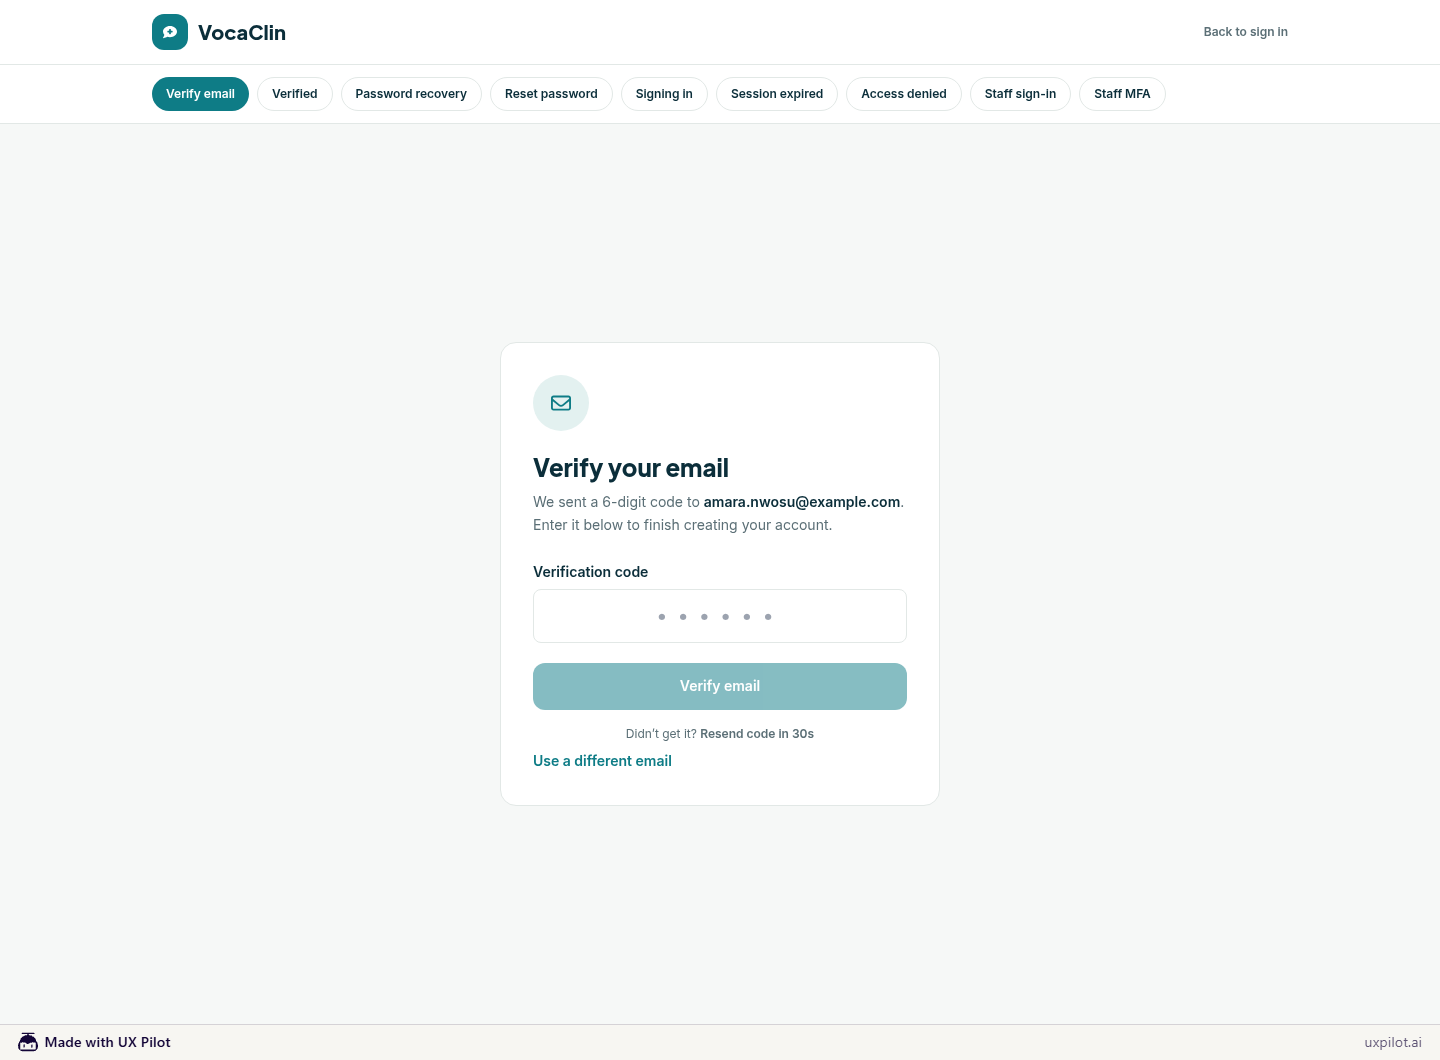 VocaClin
Back to sign in
Verify email
Verified
Password recovery
Reset password
Signing in
Session expired
Access denied
Staff sign-in
Staff MFA
Verify your email
We sent a 6-digit code to amara.nwosu@example.com.
Enter it below to finish creating your account.
Verification code
••••••
Verify email
Didn’t get it? Resend code in 30s
Use a different email
Made with UX Pilot
uxpilot.ai